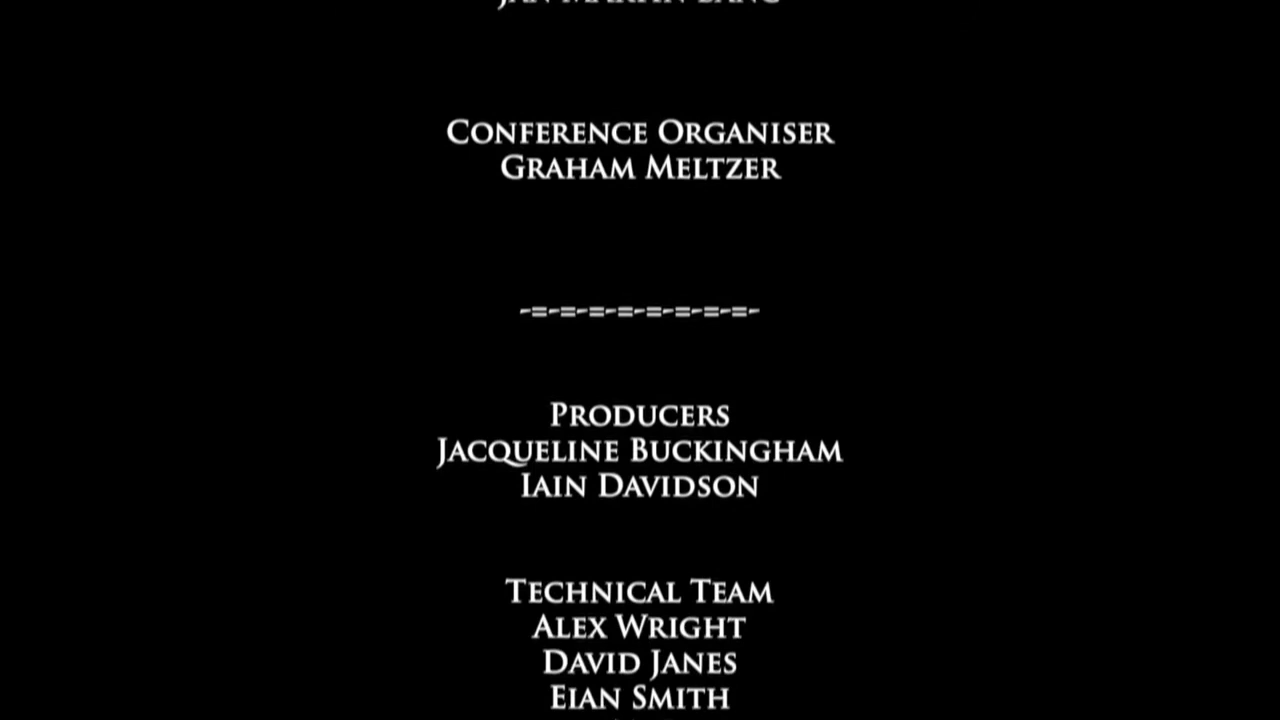 Conference Organiser
Graham Meltzer
-=-=-=-=-=-=-=-=-
Producers
Jacqueline Buckingham
Iain Davidson
Technical Team
Alex Wright
David Janes
Eian Smith